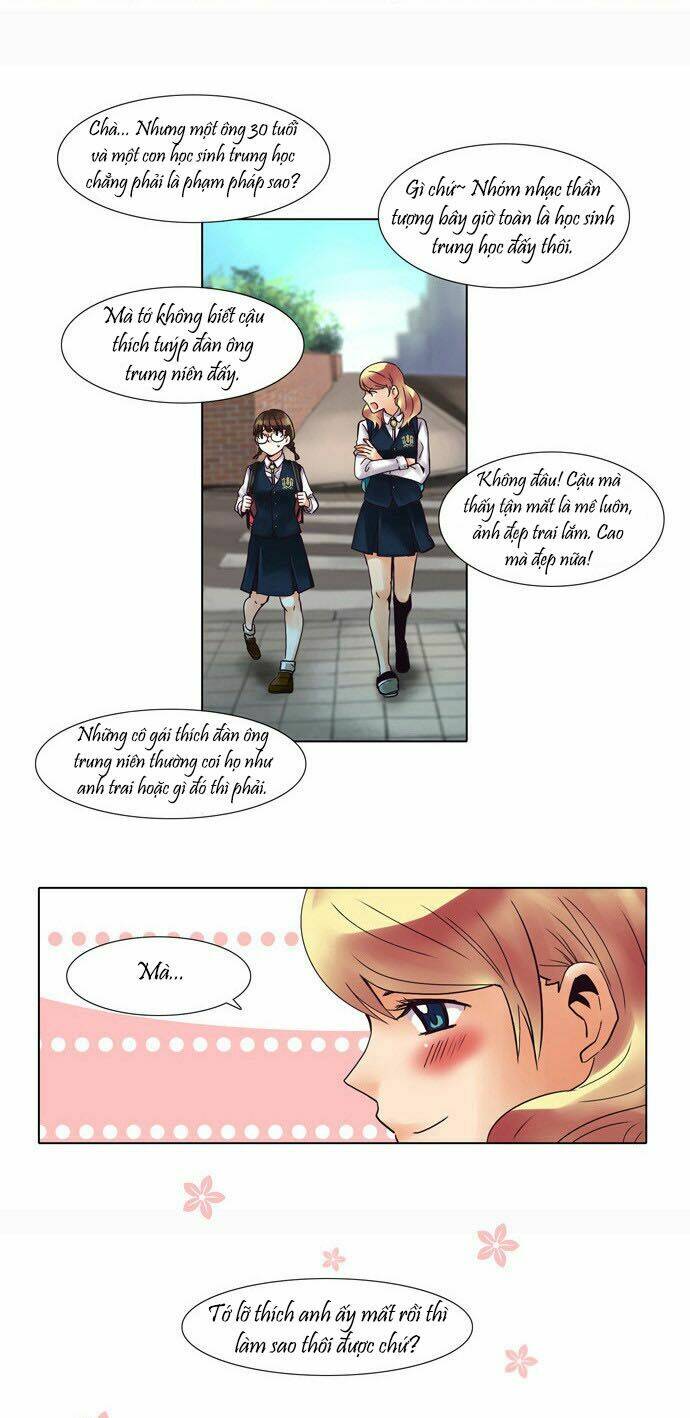 Chà... Nhưng một ông 30 tuổi
và một con học sinh trung học
chẳng phải là phạm pháp sao?
Gì chứ~ Nhóm nhạc thần
tượng bây giờ toàn là học sinh
trung học đấy thôi.
Mà tớ không biết cậu
thích tuýp đàn ông
trung niên đấy.
Không đâu! Cậu mà
thấy tận mắt là mê luôn,
ảnh đẹp trai lắm. Cao
mà đẹp nữa!
Những cô gái thích đàn ông
trung niên thường coi họ như
anh trai hoặc gì đó thì phải.
Mà...
Tớ lỡ thích anh ấy mất rồi thì
làm sao thôi được chứ?